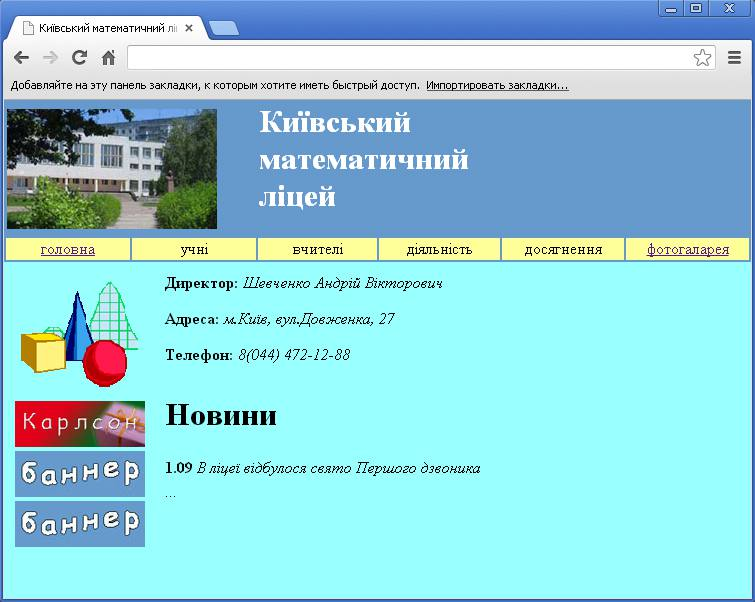 Київський математичний лі
Добавляйте на эту панель закладки, к которым хотите иметь быстрый доступ. Импортировать закладки...
Київський
математичний
ліцей
головна учні вчителі діяльність досягнення фотогаларея
Директор: Шевченко Андрій Вікторович
Адреса: м.Київ, вул.Довженка, 27
Телефон: 8(044) 472-12-88
Карлсон
Новини
баннер
1.09 В ліцеї відбулося свято Першого дзвоника
...
баннер